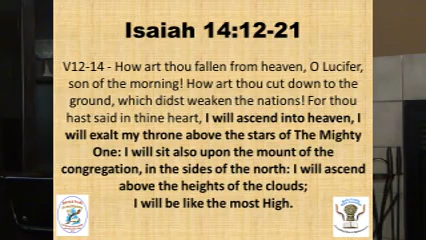 Isaiah 14:12-21
V12-14 - How art thou fallen from heaven, O Lucifer,
son of the morning! How art thou cut down to the
ground, which didst weaken the nations! For thou
hast said in thine heart, I will ascend into heaven, I
will exalt my throne above the stars of The Mighty
One: I will sit also upon the mount of the
congregation, in the sides of the north: I will ascend
above the heights of the clouds;
I will be like the most High.